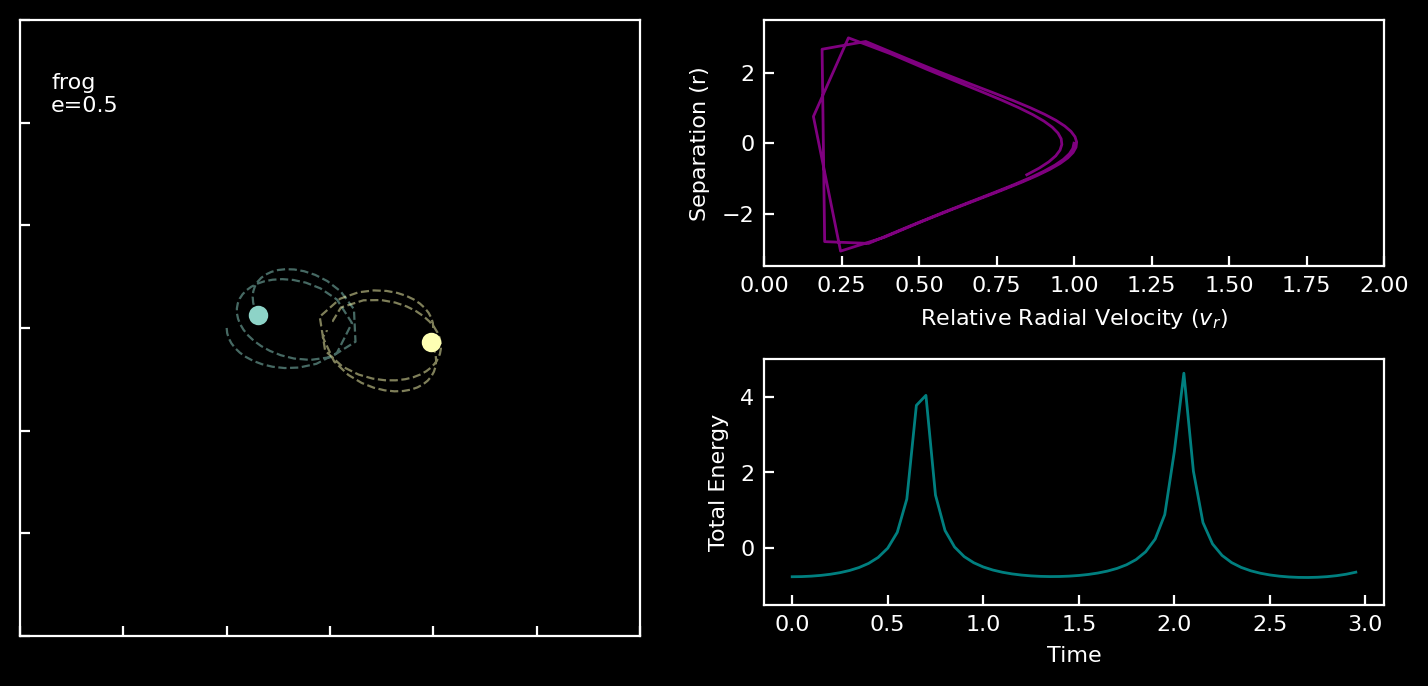 frog
e=0.5
Separation (r)
2
0
−2
0.00 0.25 0.50 0.75 1.00 1.25 1.50 1.75 2.00
Relative Radial Velocity (vᵣ)
Total Energy
4
2
0
0.0 0.5 1.0 1.5 2.0 2.5 3.0
Time